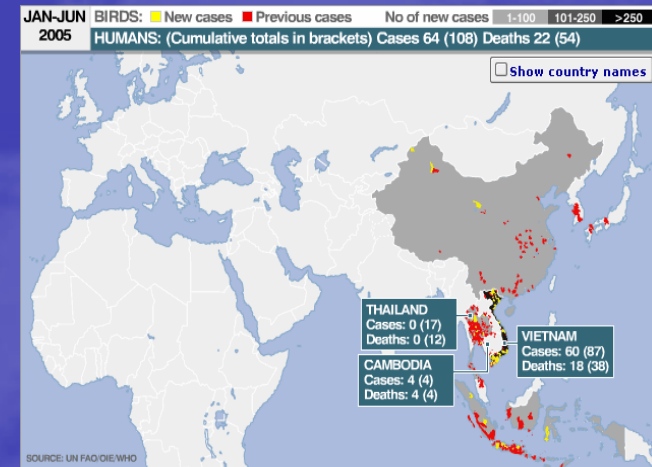 JAN-JUN 2005
BIRDS: New cases Previous cases No of new cases 1-100 101-250 >250
HUMANS: (Cumulative totals in brackets) Cases 64 (108) Deaths 22 (54)
Show country names
THAILAND
Cases: 0 (17)
Deaths: 0 (12)
VIETNAM
Cases: 60 (87)
Deaths: 18 (38)
CAMBODIA
Cases: 4 (4)
Deaths: 4 (4)
SOURCE: UN FAO/OIE/WHO